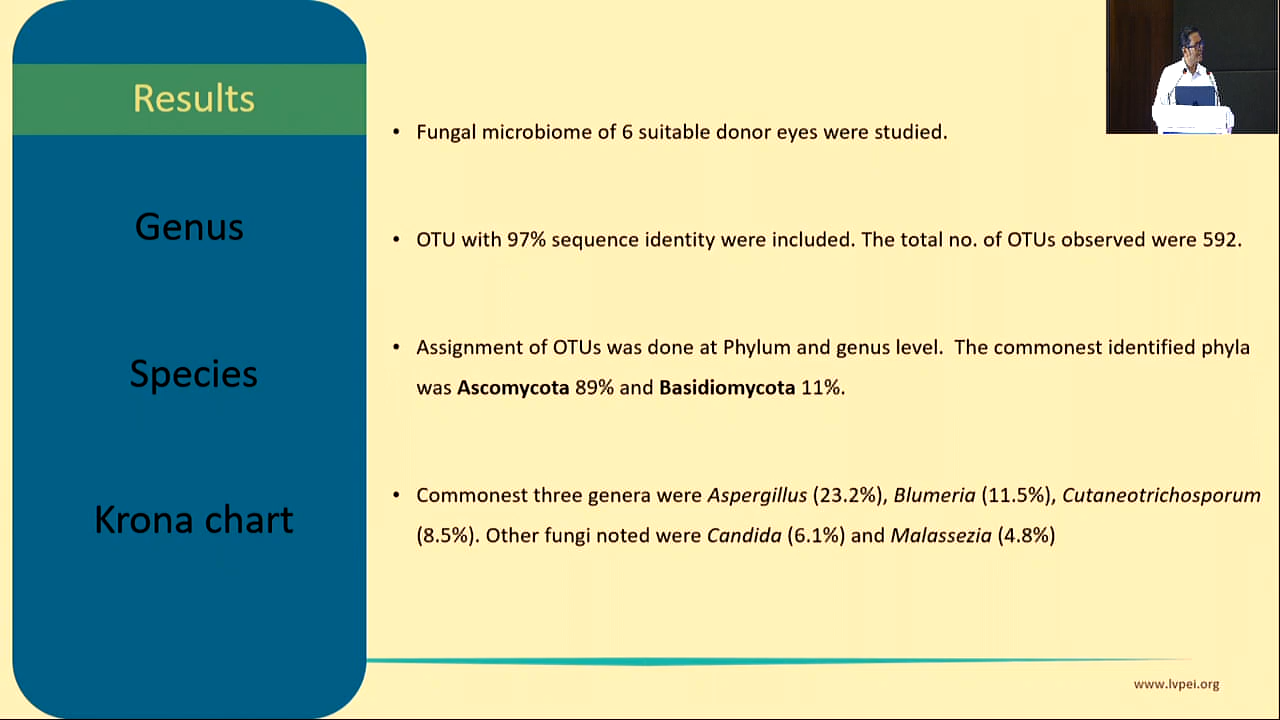 Results
Genus
Species
Krona chart
• Fungal microbiome of 6 suitable donor eyes were studied.
• OTU with 97% sequence identity were included. The total no. of OTUs observed were 592.
• Assignment of OTUs was done at Phylum and genus level.  The commonest identified phyla
was Ascomycota 89% and Basidiomycota 11%.
• Commonest three genera were Aspergillus (23.2%), Blumeria (11.5%), Cutaneotrichosporum
(8.5%). Other fungi noted were Candida (6.1%) and Malassezia (4.8%)
www.lvpei.org